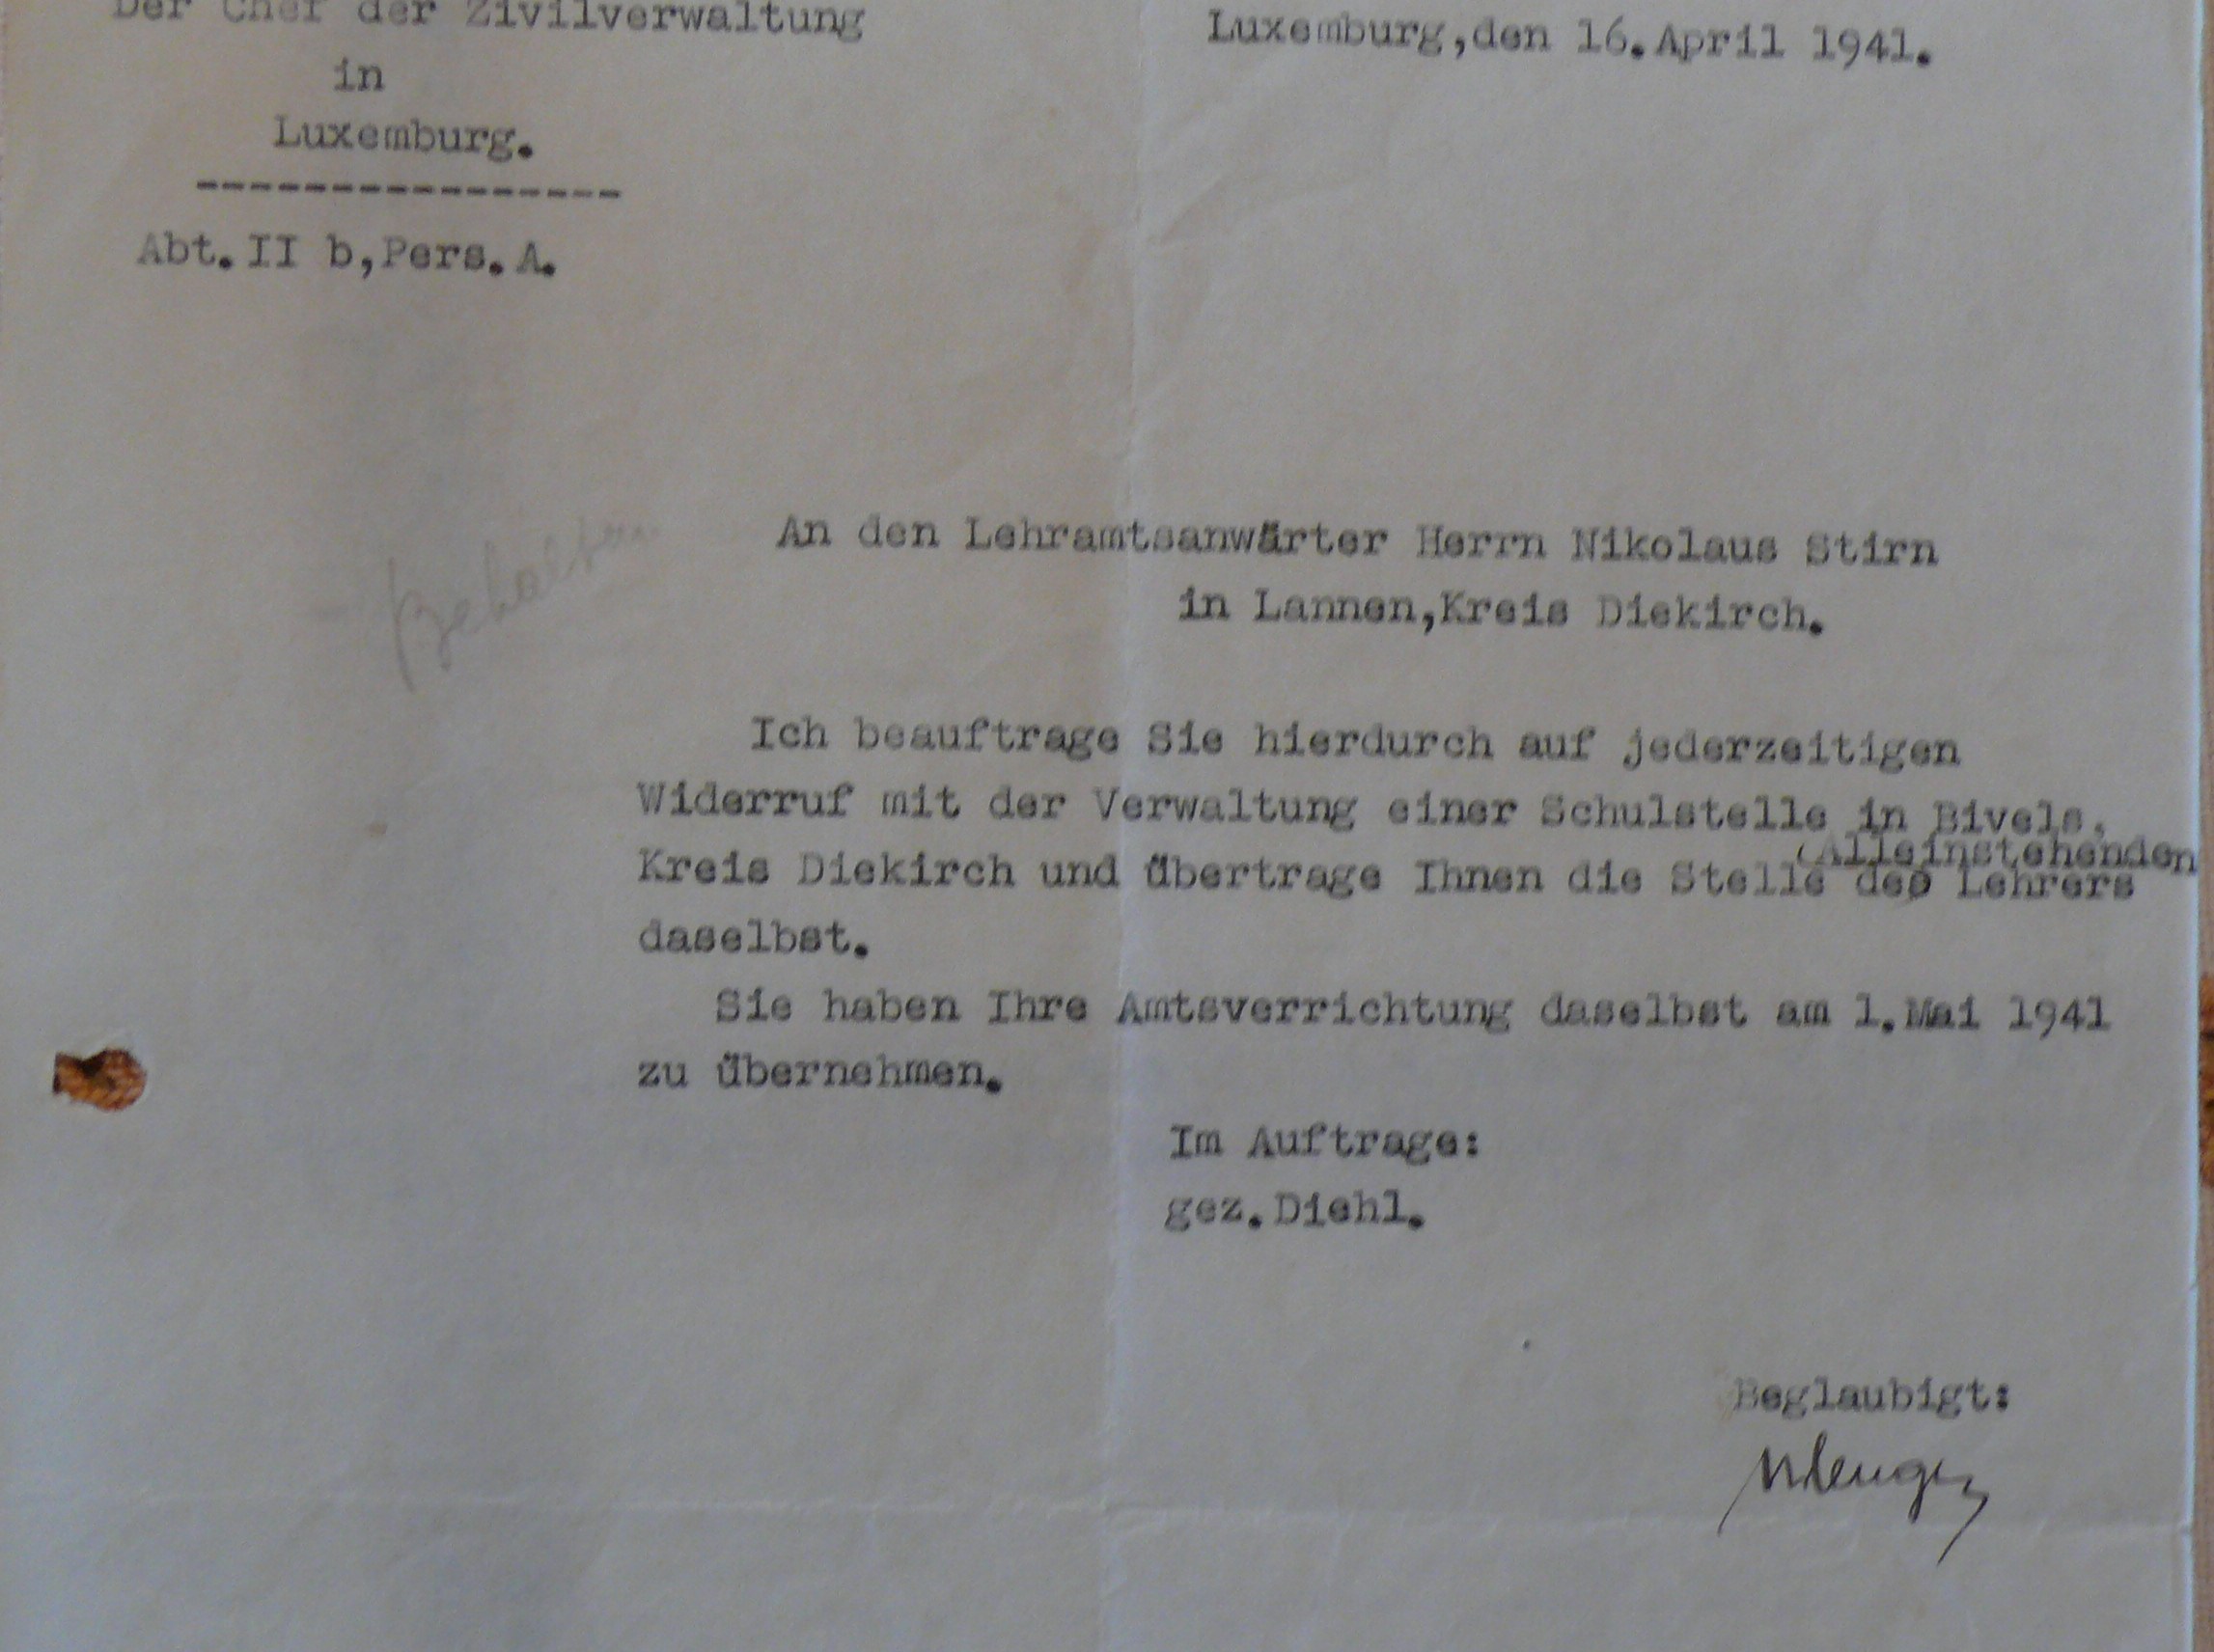 Der Chef der Zivilverwaltung
in
Luxemburg.
-----------------
Abt.II b,Pers.A.
Luxemburg,den 16.April 1941.
Behalten
An den Lehramtsanwärter Herrn Nikolaus Stirn
in Lannen,Kreis Diekirch.
Ich beauftrage Sie hierdurch auf jederzeitigen
Widerruf mit der Verwaltung einer Schulstelle in Bivels,
Kreis Diekirch und übertrage Ihnen die Stelle des Lehrers
(Alleinstehenden
daselbst.
Sie haben Ihre Amtsverrichtung daselbst am 1.Mai 1941
zu übernehmen.
Im Auftrage:
gez.Diehl.
Beglaubigt: